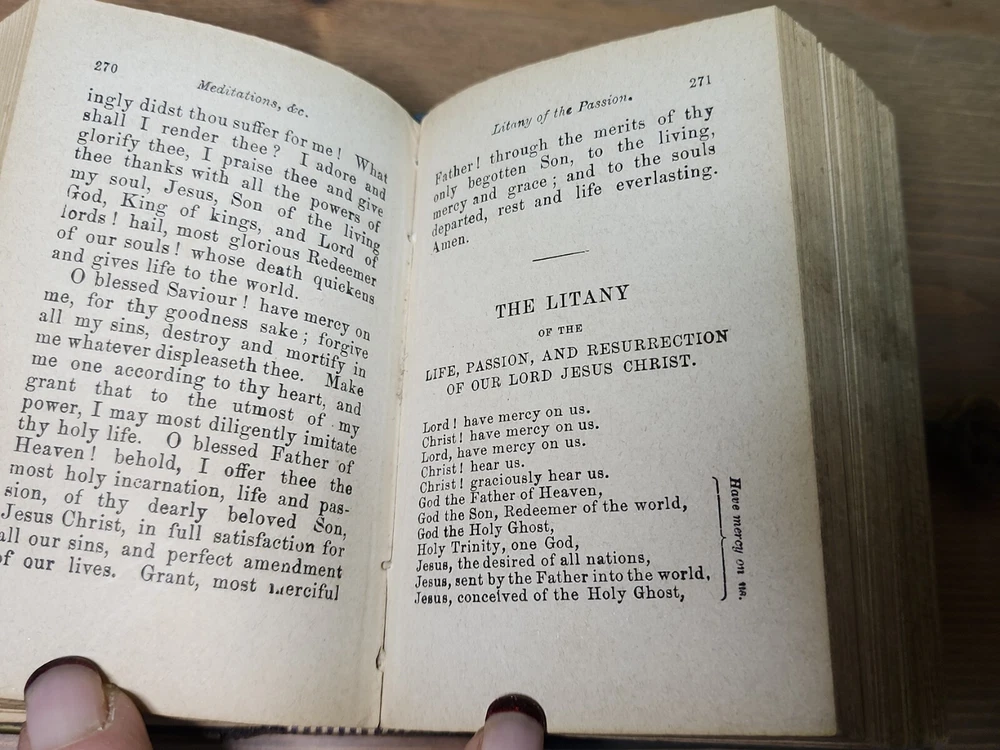 270
Meditations, &c.
ingly didst thou suffer for me! What
shall I render thee? I adore and
glorify thee, I praise thee and give
thee thanks with all the powers of
my soul, Jesus, Son of the living
God, King of kings, and Lord of
lords! hail, most glorious Redeemer
of our souls! whose death quickens
and gives life to the world.
O blessed Saviour! have mercy on
me, for thy goodness sake; forgive
all my sins, destroy and mortify in
me whatever displeaseth thee. Make
me one according to thy heart, and
grant that to the utmost of my
power, I may most diligently imitate
thy holy life. O blessed Father of
Heaven! behold, I offer thee the
most holy incarnation, life and pas-
sion, of thy dearly beloved Son,
Jesus Christ, in full satisfaction for
all our sins, and perfect amendment
of our lives. Grant, most merciful
271
Litany of the Passion.
Father! through the merits of thy
only begotten Son, to the living,
mercy and grace; and to the souls
departed, rest and life everlasting.
Amen.
THE LITANY
OF THE
LIFE, PASSION, AND RESURRECTION
OF OUR LORD JESUS CHRIST.
Lord! have mercy on us.
Christ! have mercy on us.
Lord, have mercy on us.
Christ! hear us.
Christ! graciously hear us.
God the Father of Heaven,
God the Son, Redeemer of the world,
God the Holy Ghost,
Holy Trinity, one God,
Jesus, the desired of all nations,
Jesus, sent by the Father into the world,
Jesus, conceived of the Holy Ghost,
Have mercy on us.